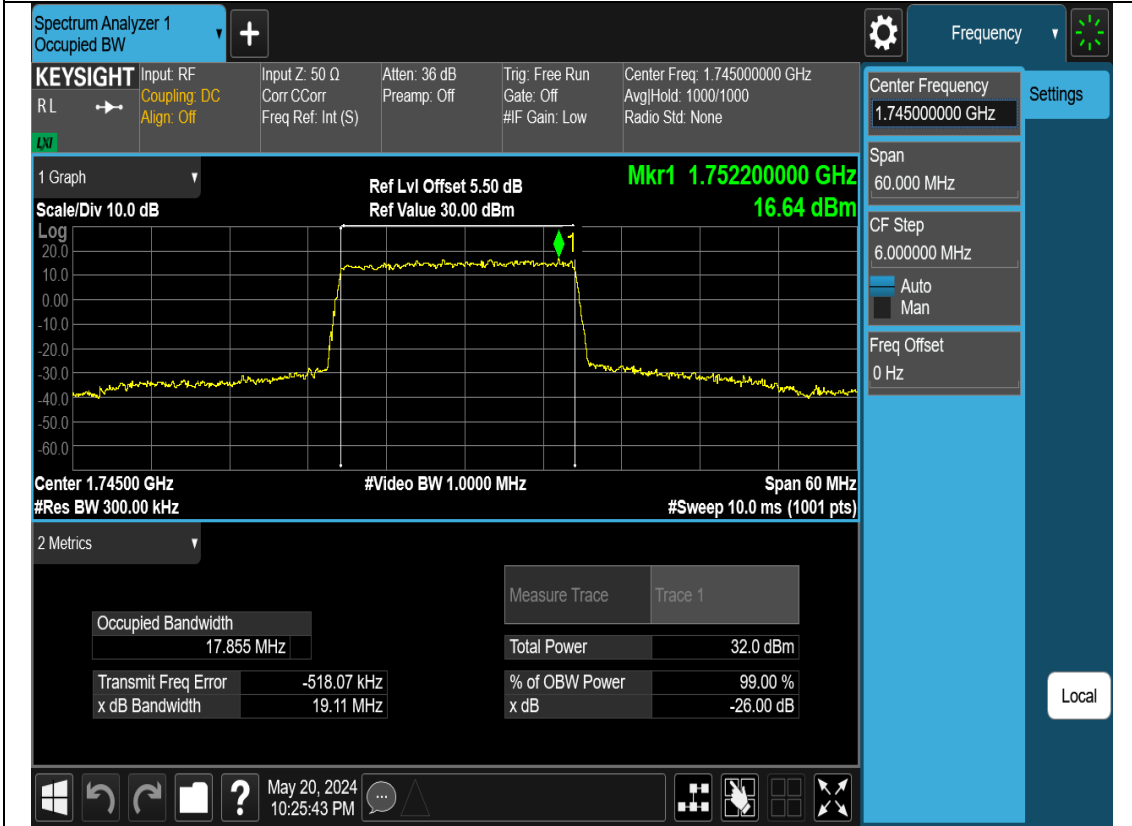 Spectrum Analyzer 1
Occupied BW
+
Frequency
KEYSIGHT
R L
LXI
Input: RF
Coupling: DC
Align: Off
Input Z: 50 Ω
Corr CCorr
Freq Ref: Int (S)
Atten: 36 dB
Preamp: Off
Trig: Free Run
Gate: Off
#IF Gain: Low
Center Freq: 1.745000000 GHz
Avg|Hold: 1000/1000
Radio Std: None
Center Frequency
1.745000000 GHz
Settings
Span
60.000 MHz
CF Step
6.000000 MHz
Auto
Man
Freq Offset
0 Hz
Local
1 Graph
Ref Lvl Offset 5.50 dB
Mkr1 1.752200000 GHz
Scale/Div 10.0 dB
Ref Value 30.00 dBm
16.64 dBm
Log
1
20.0
10.0
0.00
-10.0
-20.0
-30.0
-40.0
-50.0
-60.0
Center 1.74500 GHz
#Video BW 1.0000 MHz
Span 60 MHz
#Res BW 300.00 kHz
#Sweep 10.0 ms (1001 pts)
2 Metrics
Measure Trace
Trace 1
Occupied Bandwidth
17.855 MHz
Total Power
32.0 dBm
Transmit Freq Error
-518.07 kHz
% of OBW Power
99.00 %
x dB Bandwidth
19.11 MHz
x dB
-26.00 dB
?
May 20, 2024
10:25:43 PM